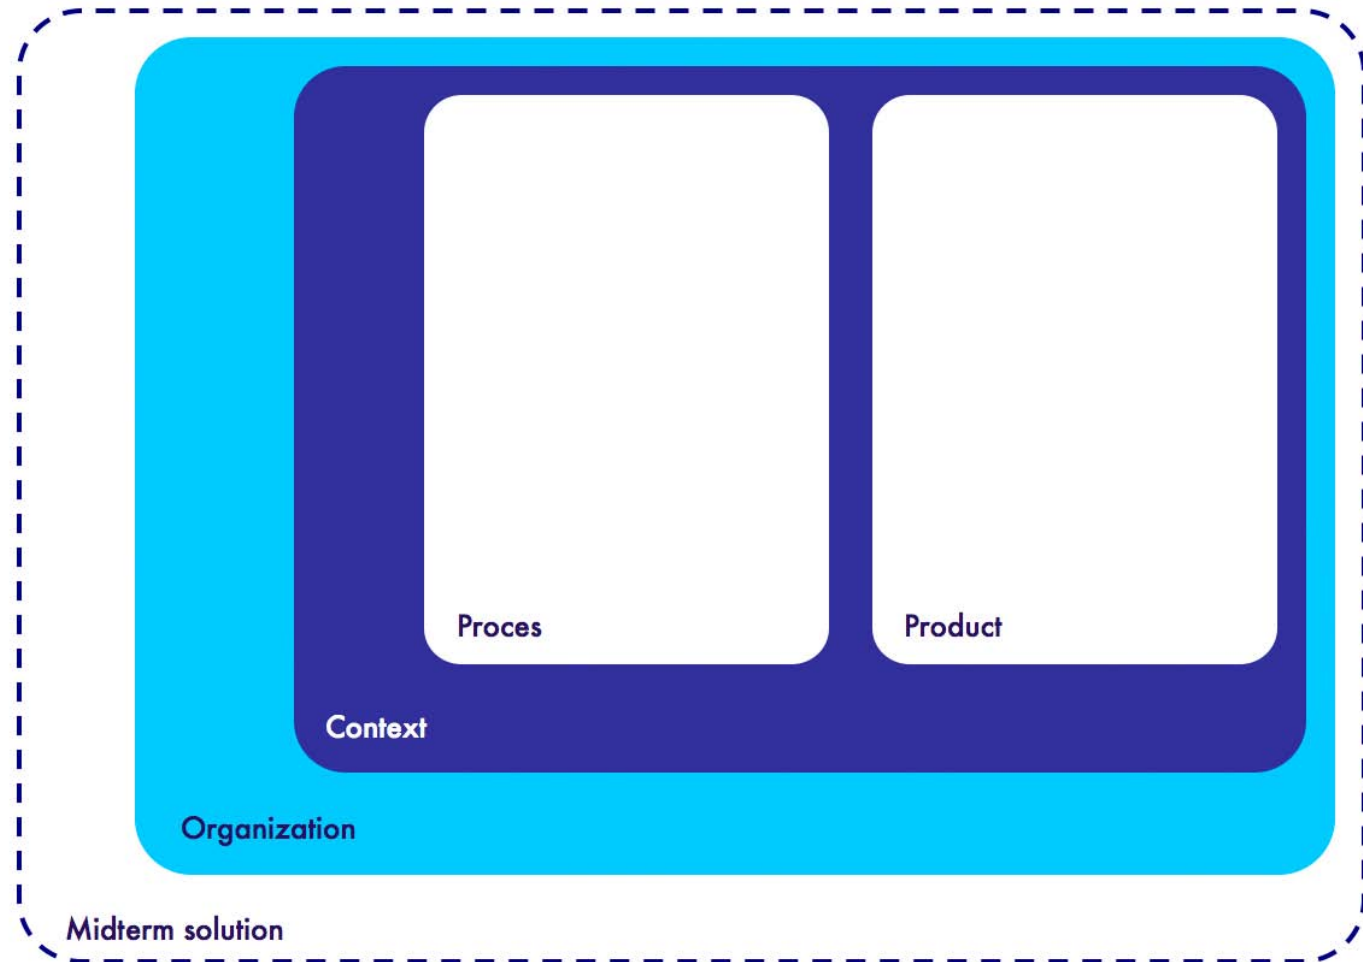 Proces
Product
Context
Organization
Midterm solution